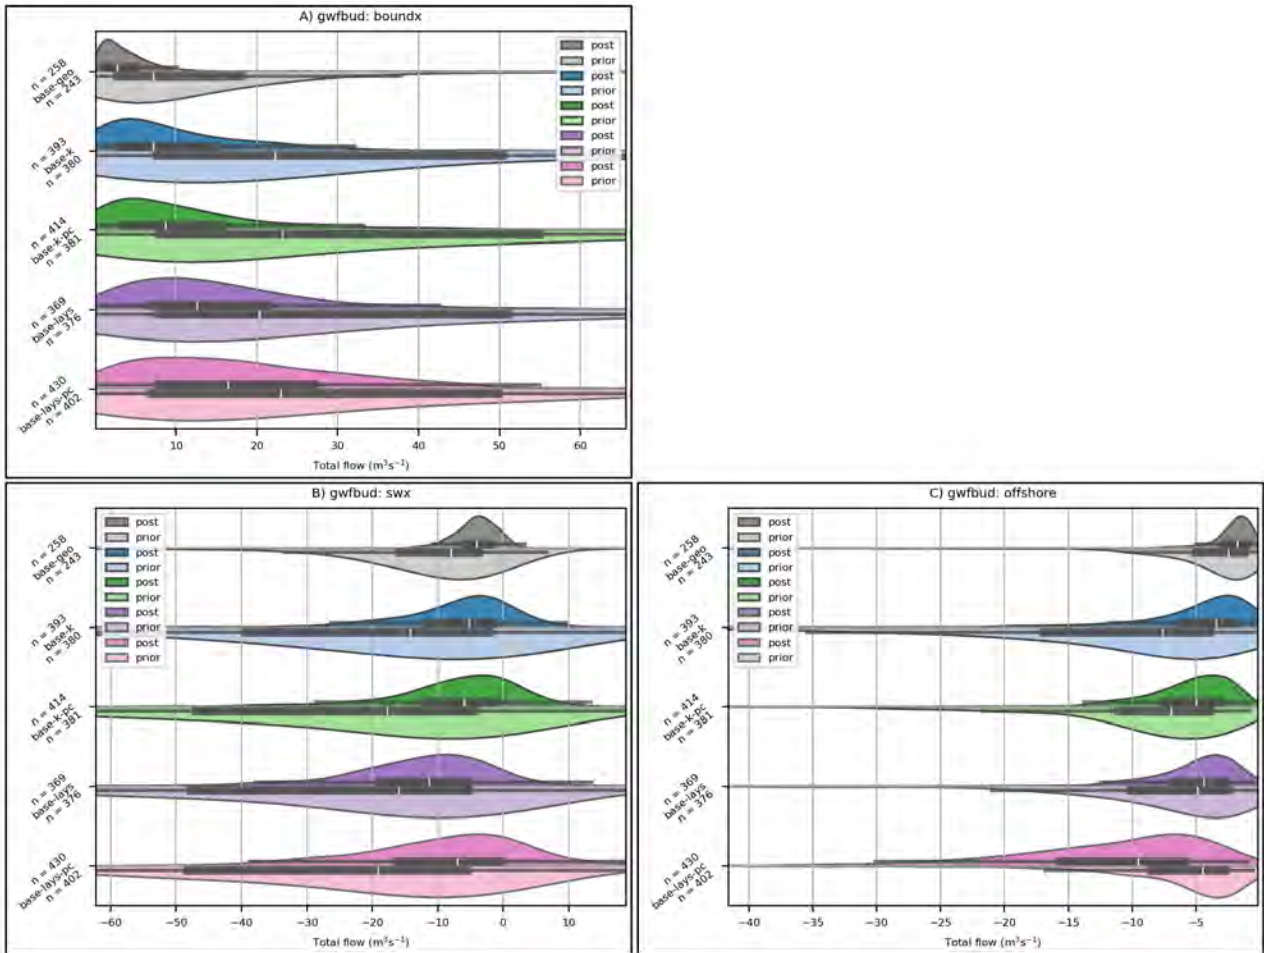 A) gwfbud: boundx
n = 258
base-geo
n = 243
n = 393
base-k
n = 380
n = 414
base-k-pc
n = 381
n = 369
base-lays
n = 376
n = 430
base-lays-pc
n = 402
post
prior
post
prior
post
prior
post
prior
post
prior
10 20 30 40 50 60
Total flow (m³s⁻¹)
B) gwfbud: swx
n = 258
base-geo
n = 243
n = 393
base-k
n = 380
n = 414
base-k-pc
n = 381
n = 369
base-lays
n = 376
n = 430
base-lays-pc
n = 402
post
prior
post
prior
post
prior
post
prior
post
prior
−60 −50 −40 −30 −20 −10 0 10
Total flow (m³s⁻¹)
C) gwfbud: offshore
n = 258
base-geo
n = 243
n = 393
base-k
n = 380
n = 414
base-k-pc
n = 381
n = 369
base-lays
n = 376
n = 430
base-lays-pc
n = 402
post
prior
post
prior
post
prior
post
prior
post
prior
−40 −35 −30 −25 −20 −15 −10 −5
Total flow (m³s⁻¹)